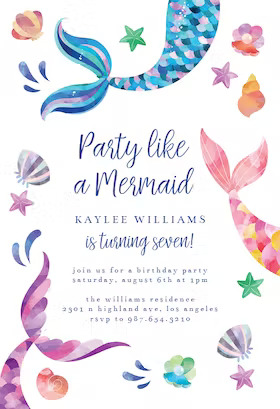 Party like
a Mermaid
KAYLEE WILLIAMS
is turning seven!
join us for a birthday party
saturday, august 6th at 1pm
the williams residence
2301 n highland ave, los angeles
rsvp to 987.654.3210